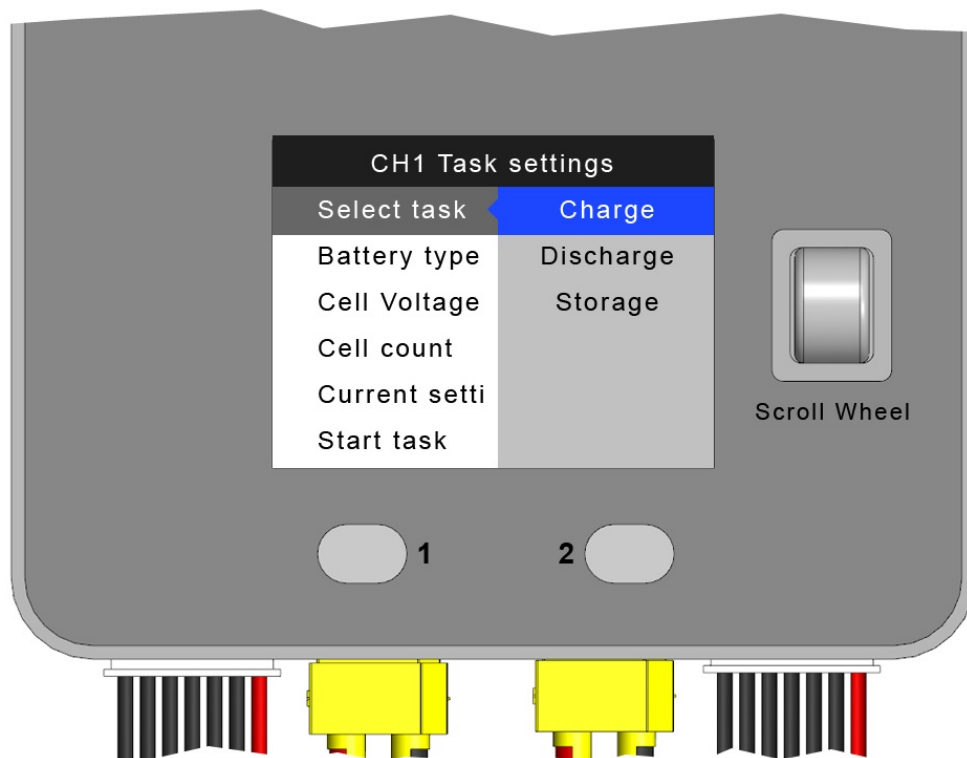 CH1 Task settings
Select task Charge
Battery type Discharge
Cell Voltage Storage
Cell count
Current setti
Start task
Scroll Wheel
1 2